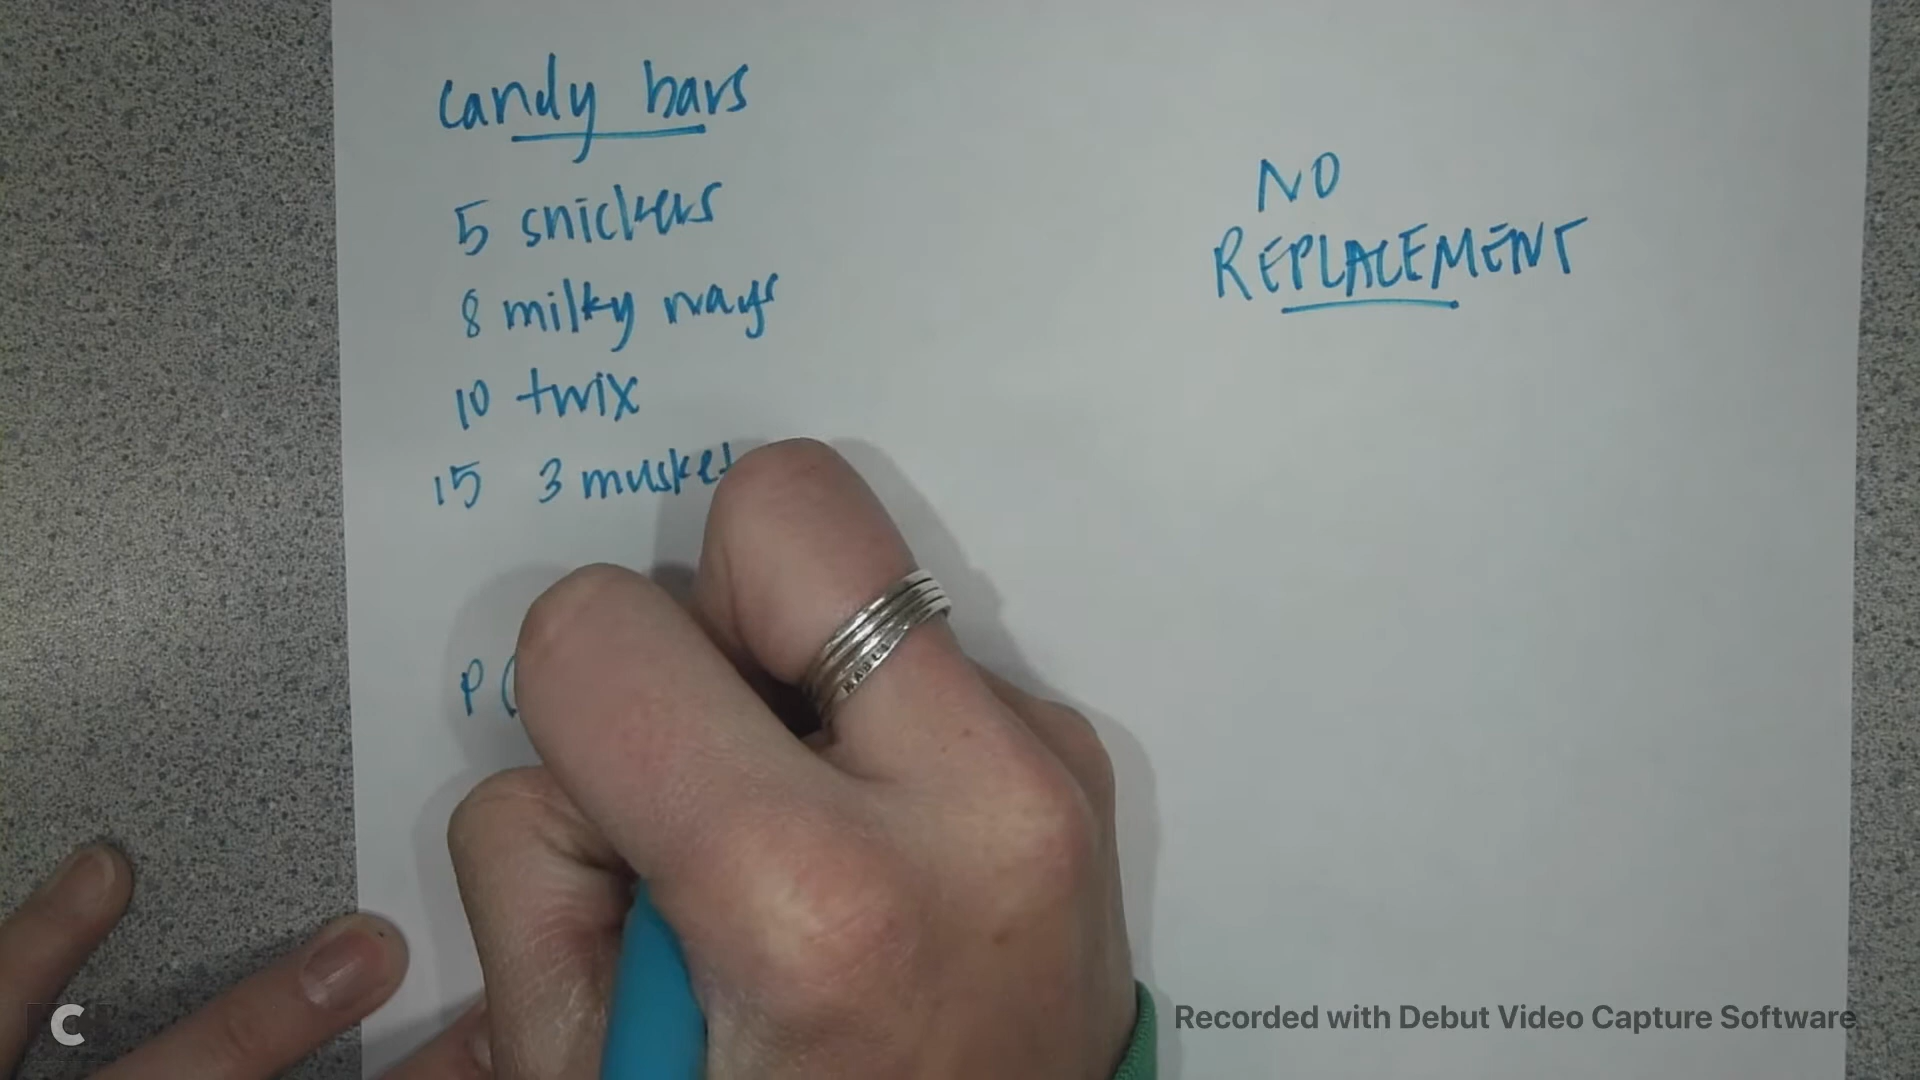 candy bars
5 snickers
8 milky ways
10 twix
15 3 musket
NO
REPLACEMENT
P (
C
Recorded with Debut Video Capture Software